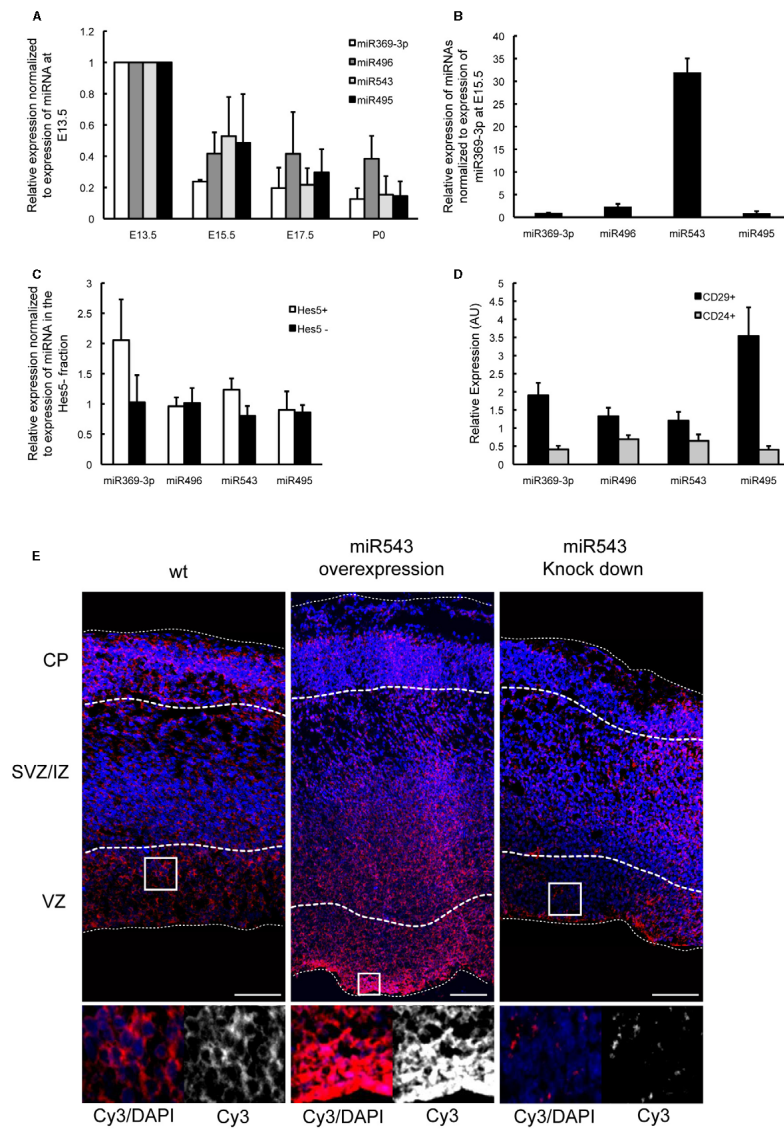 A
Relative expression normalized
to expression of miRNA at
E13.5
1.2
1
0.8
0.6
0.4
0.2
0
E13.5 E15.5 E17.5 P0
miR369-3p
miR496
miR543
miR495
B
Relative expression of miRNAs
normalized to expression of
miR369-3p at E15.5
40
35
30
25
20
15
10
5
0
miR369-3p miR496 miR543 miR495
C
Relative expression normalized
to expression of miRNA in the
Hes5- fraction
3
2.5
2
1.5
1
0.5
0
miR369-3p miR496 miR543 miR495
Hes5+
Hes5 -
D
Relative Expression (AU)
5
4.5
4
3.5
3
2.5
2
1.5
1
0.5
0
miR369-3p miR496 miR543 miR495
CD29+
CD24+
E
wt
miR543
overexpression
miR543
Knock down
CP
SVZ/IZ
VZ
Cy3/DAPI Cy3 Cy3/DAPI Cy3 Cy3/DAPI Cy3